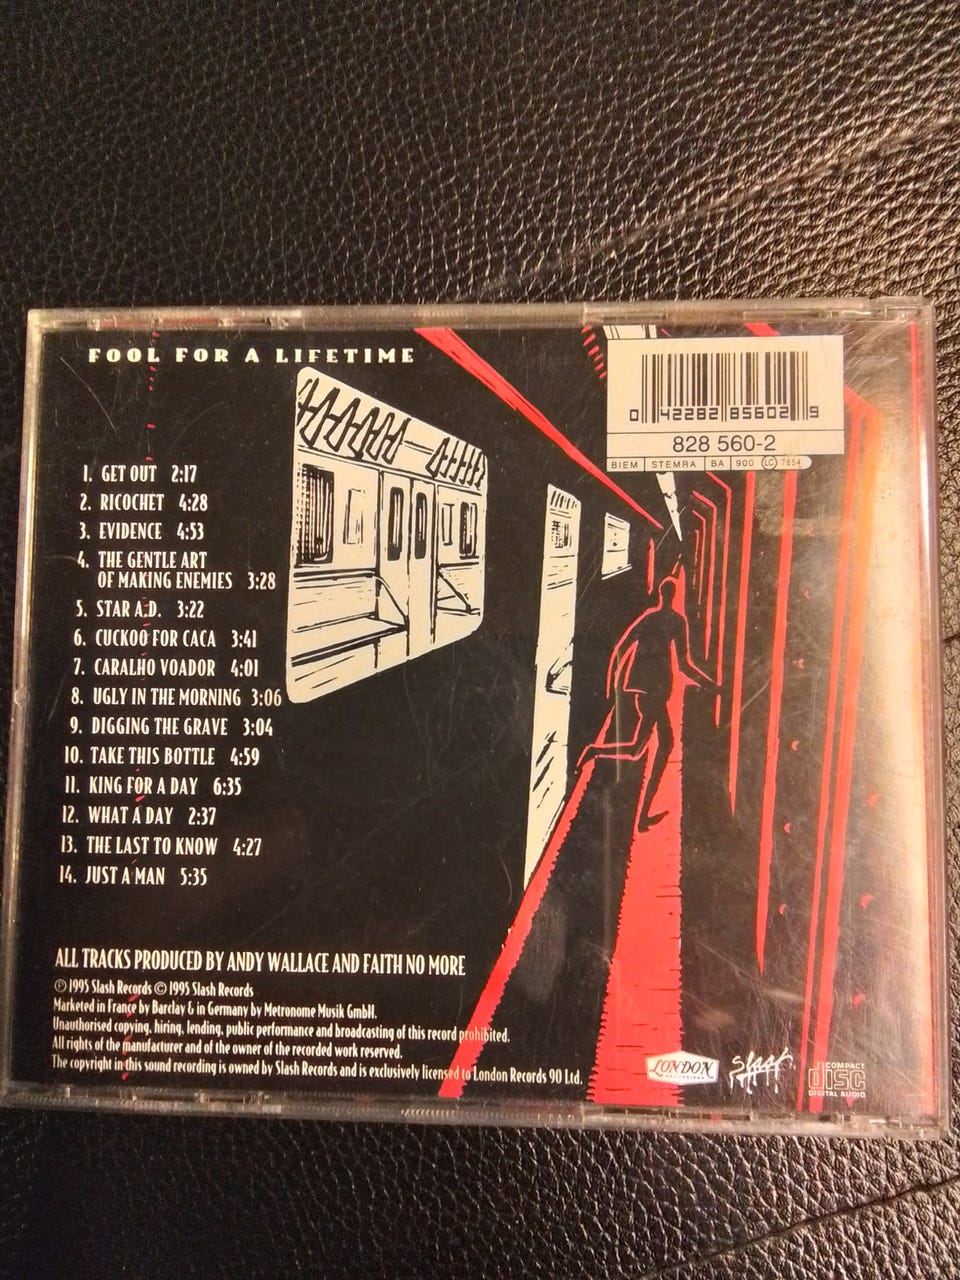 FOOL FOR A LIFETIME
0 42282 85602 9
828 560-2
BIEM STEMRA BA 900 LC 7654
1. GET OUT 2:17
2. RICOCHET 4:28
3. EVIDENCE 4:53
4. THE GENTLE ART
OF MAKING ENEMIES 3:28
5. STAR A.D. 3:22
6. CUCKOO FOR CACA 3:41
7. CARALHO VOADOR 4:01
8. UGLY IN THE MORNING 3:06
9. DIGGING THE GRAVE 3:04
10. TAKE THIS BOTTLE 4:59
11. KING FOR A DAY 6:35
12. WHAT A DAY 2:37
13. THE LAST TO KNOW 4:27
14. JUST A MAN 5:35
ALL TRACKS PRODUCED BY ANDY WALLACE AND FAITH NO MORE
℗ 1995 Slash Records © 1995 Slash Records
Marketed in France by Barclay & in Germany by Metronome Musik GmbH.
Unauthorised copying, hiring, lending, public performance and broadcasting of this record prohibited.
All rights of the manufacturer and of the owner of the recorded work reserved.
The copyright in this sound recording is owned by Slash Records and is exclusively licensed to London Records 90 Ltd.
LONDON
RECORDINGS
Slash
COMPACT
disc
DIGITAL AUDIO